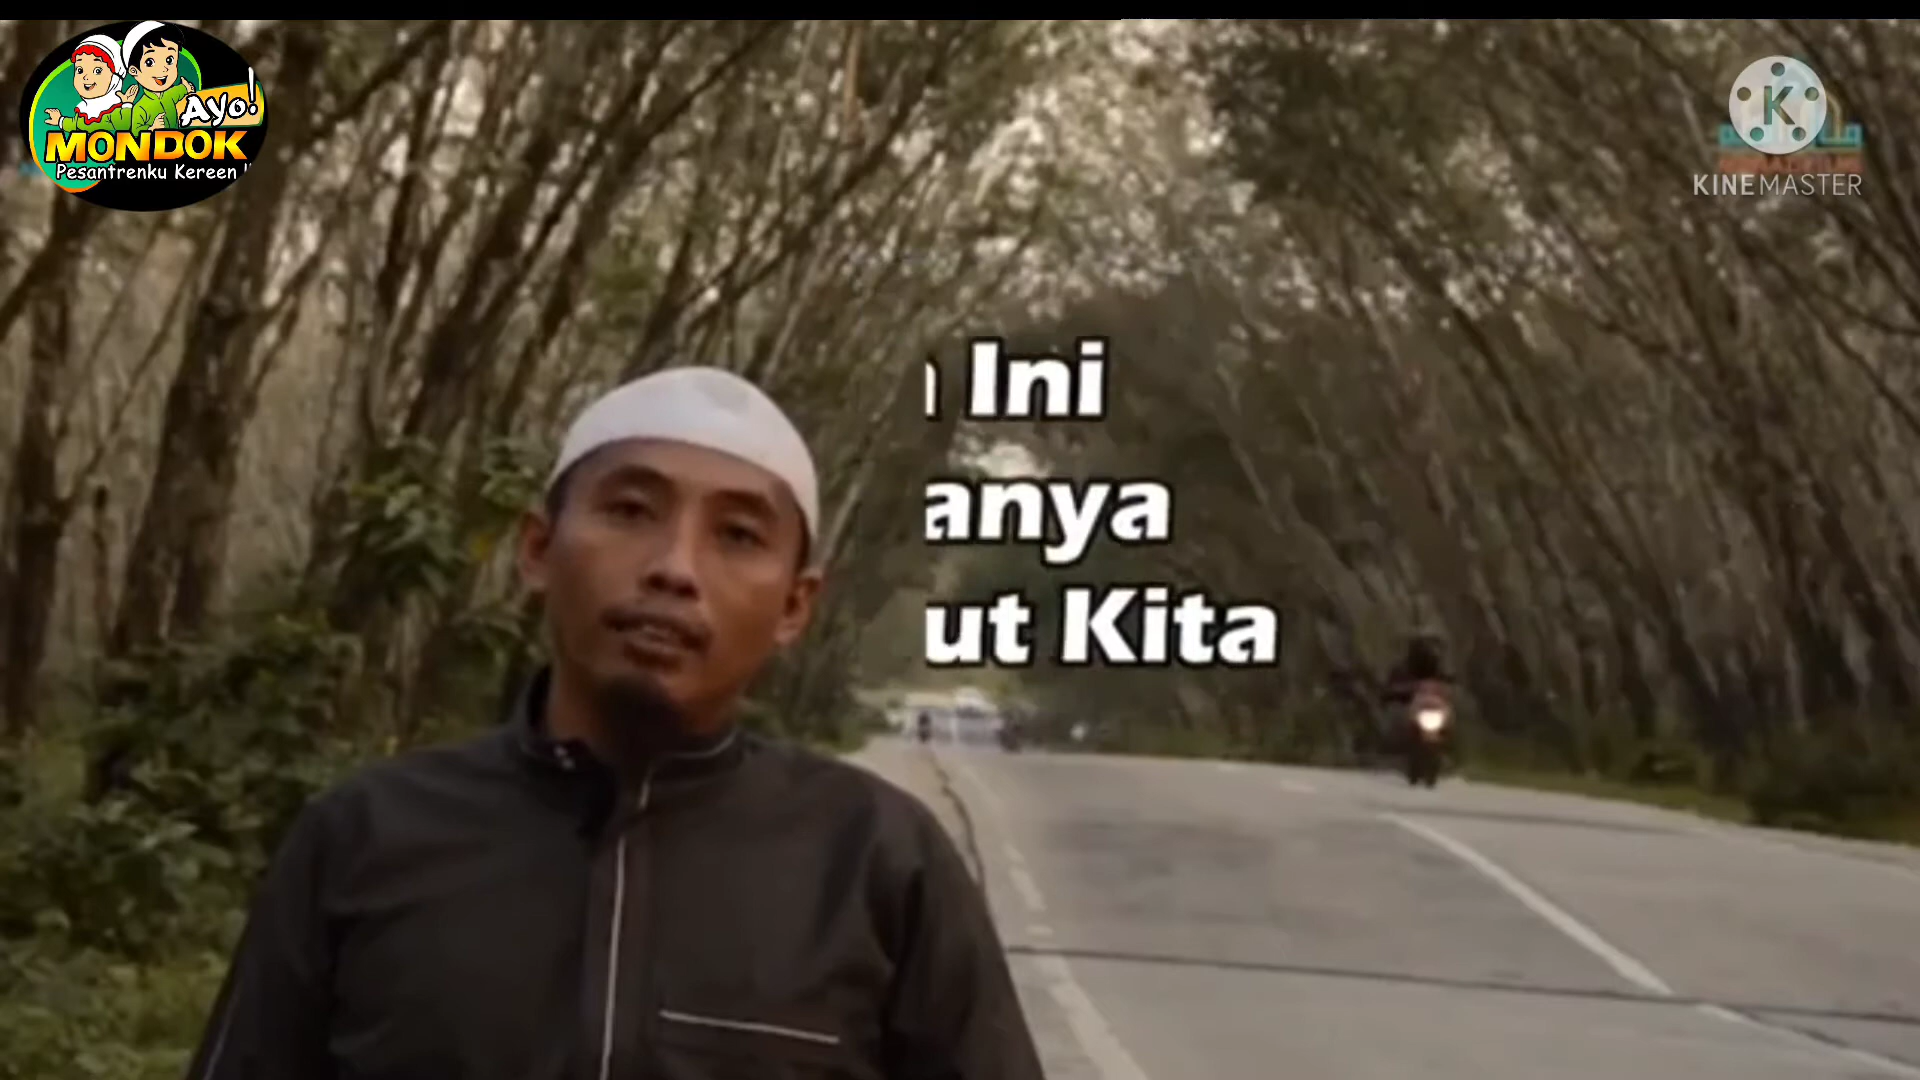 Ayo!
MONDOK
Pesantrenku Kereen !!
K
KINEMASTER
Ini
anya
ut Kita